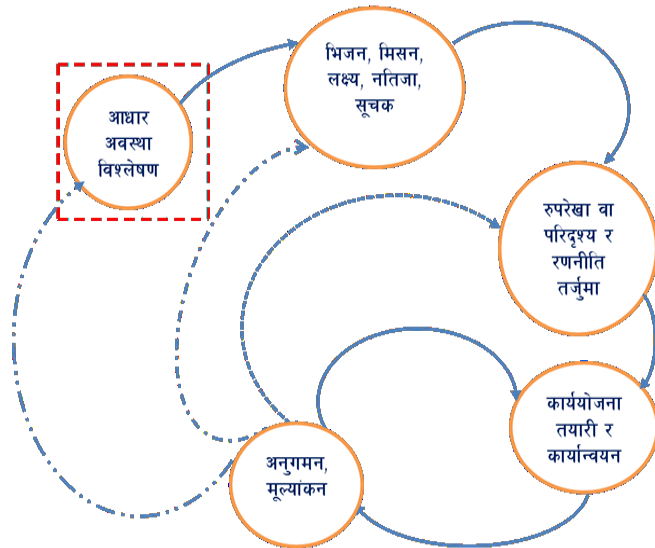 आधार
अवस्था
विश्लेषण
भिजन, मिसन,
लक्ष्य, नतिजा,
सूचक
रुपरेखा वा
परिदृश्य र
रणनीति
तर्जुमा
कार्ययोजना
तयारी र
कार्यान्वयन
अनुगमन,
मूल्यांकन